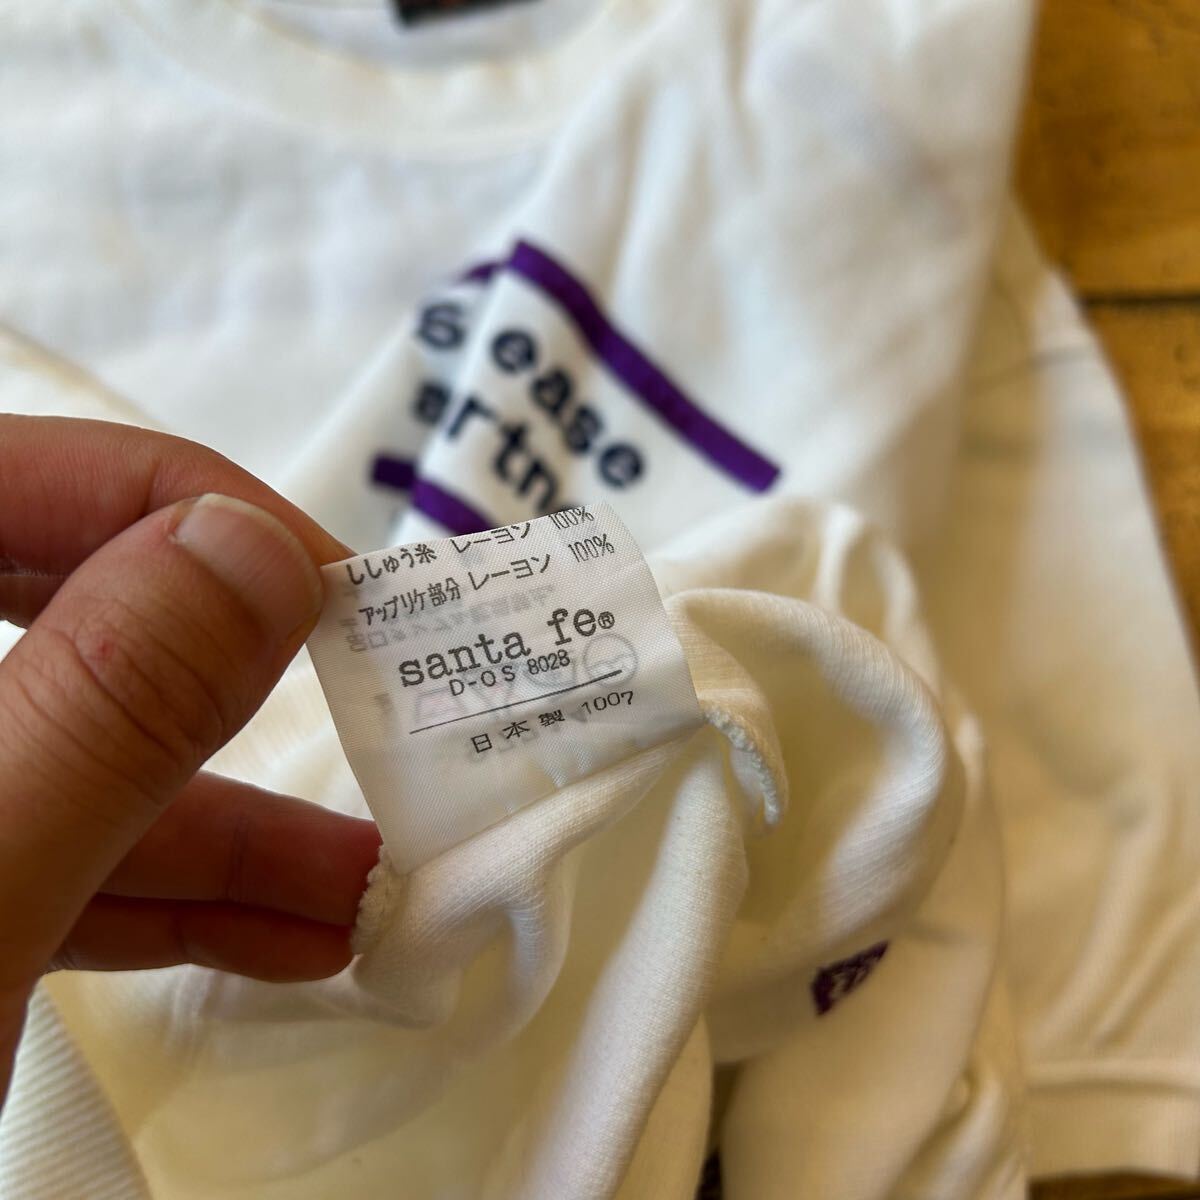 ease
artn
ししゅう糸 レーヨン 100%
アップリケ部分 レーヨン 100%
santa fe®
D-OS 8028
日本製 1007